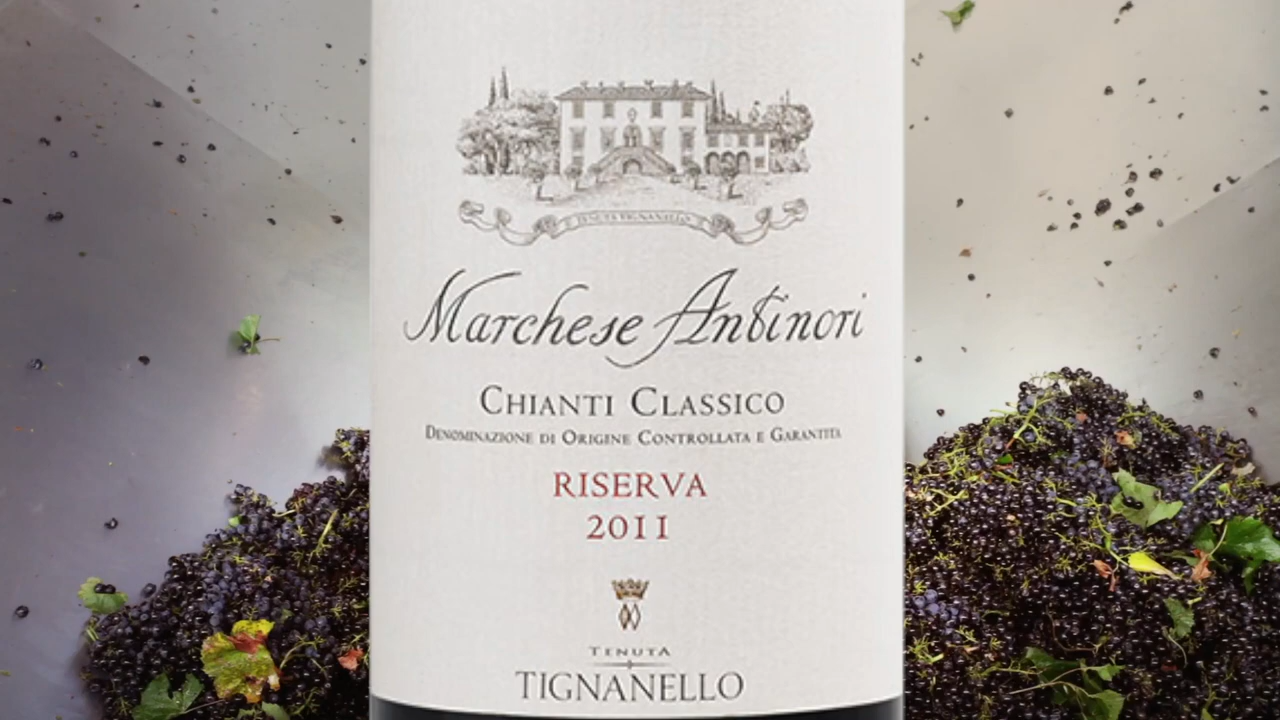 TENUTA TIGNANELLO
Marchese Antinori
CHIANTI CLASSICO
DENOMINAZIONE DI ORIGINE CONTROLLATA E GARANTITA
RISERVA
2011
TENUTA
TIGNANELLO